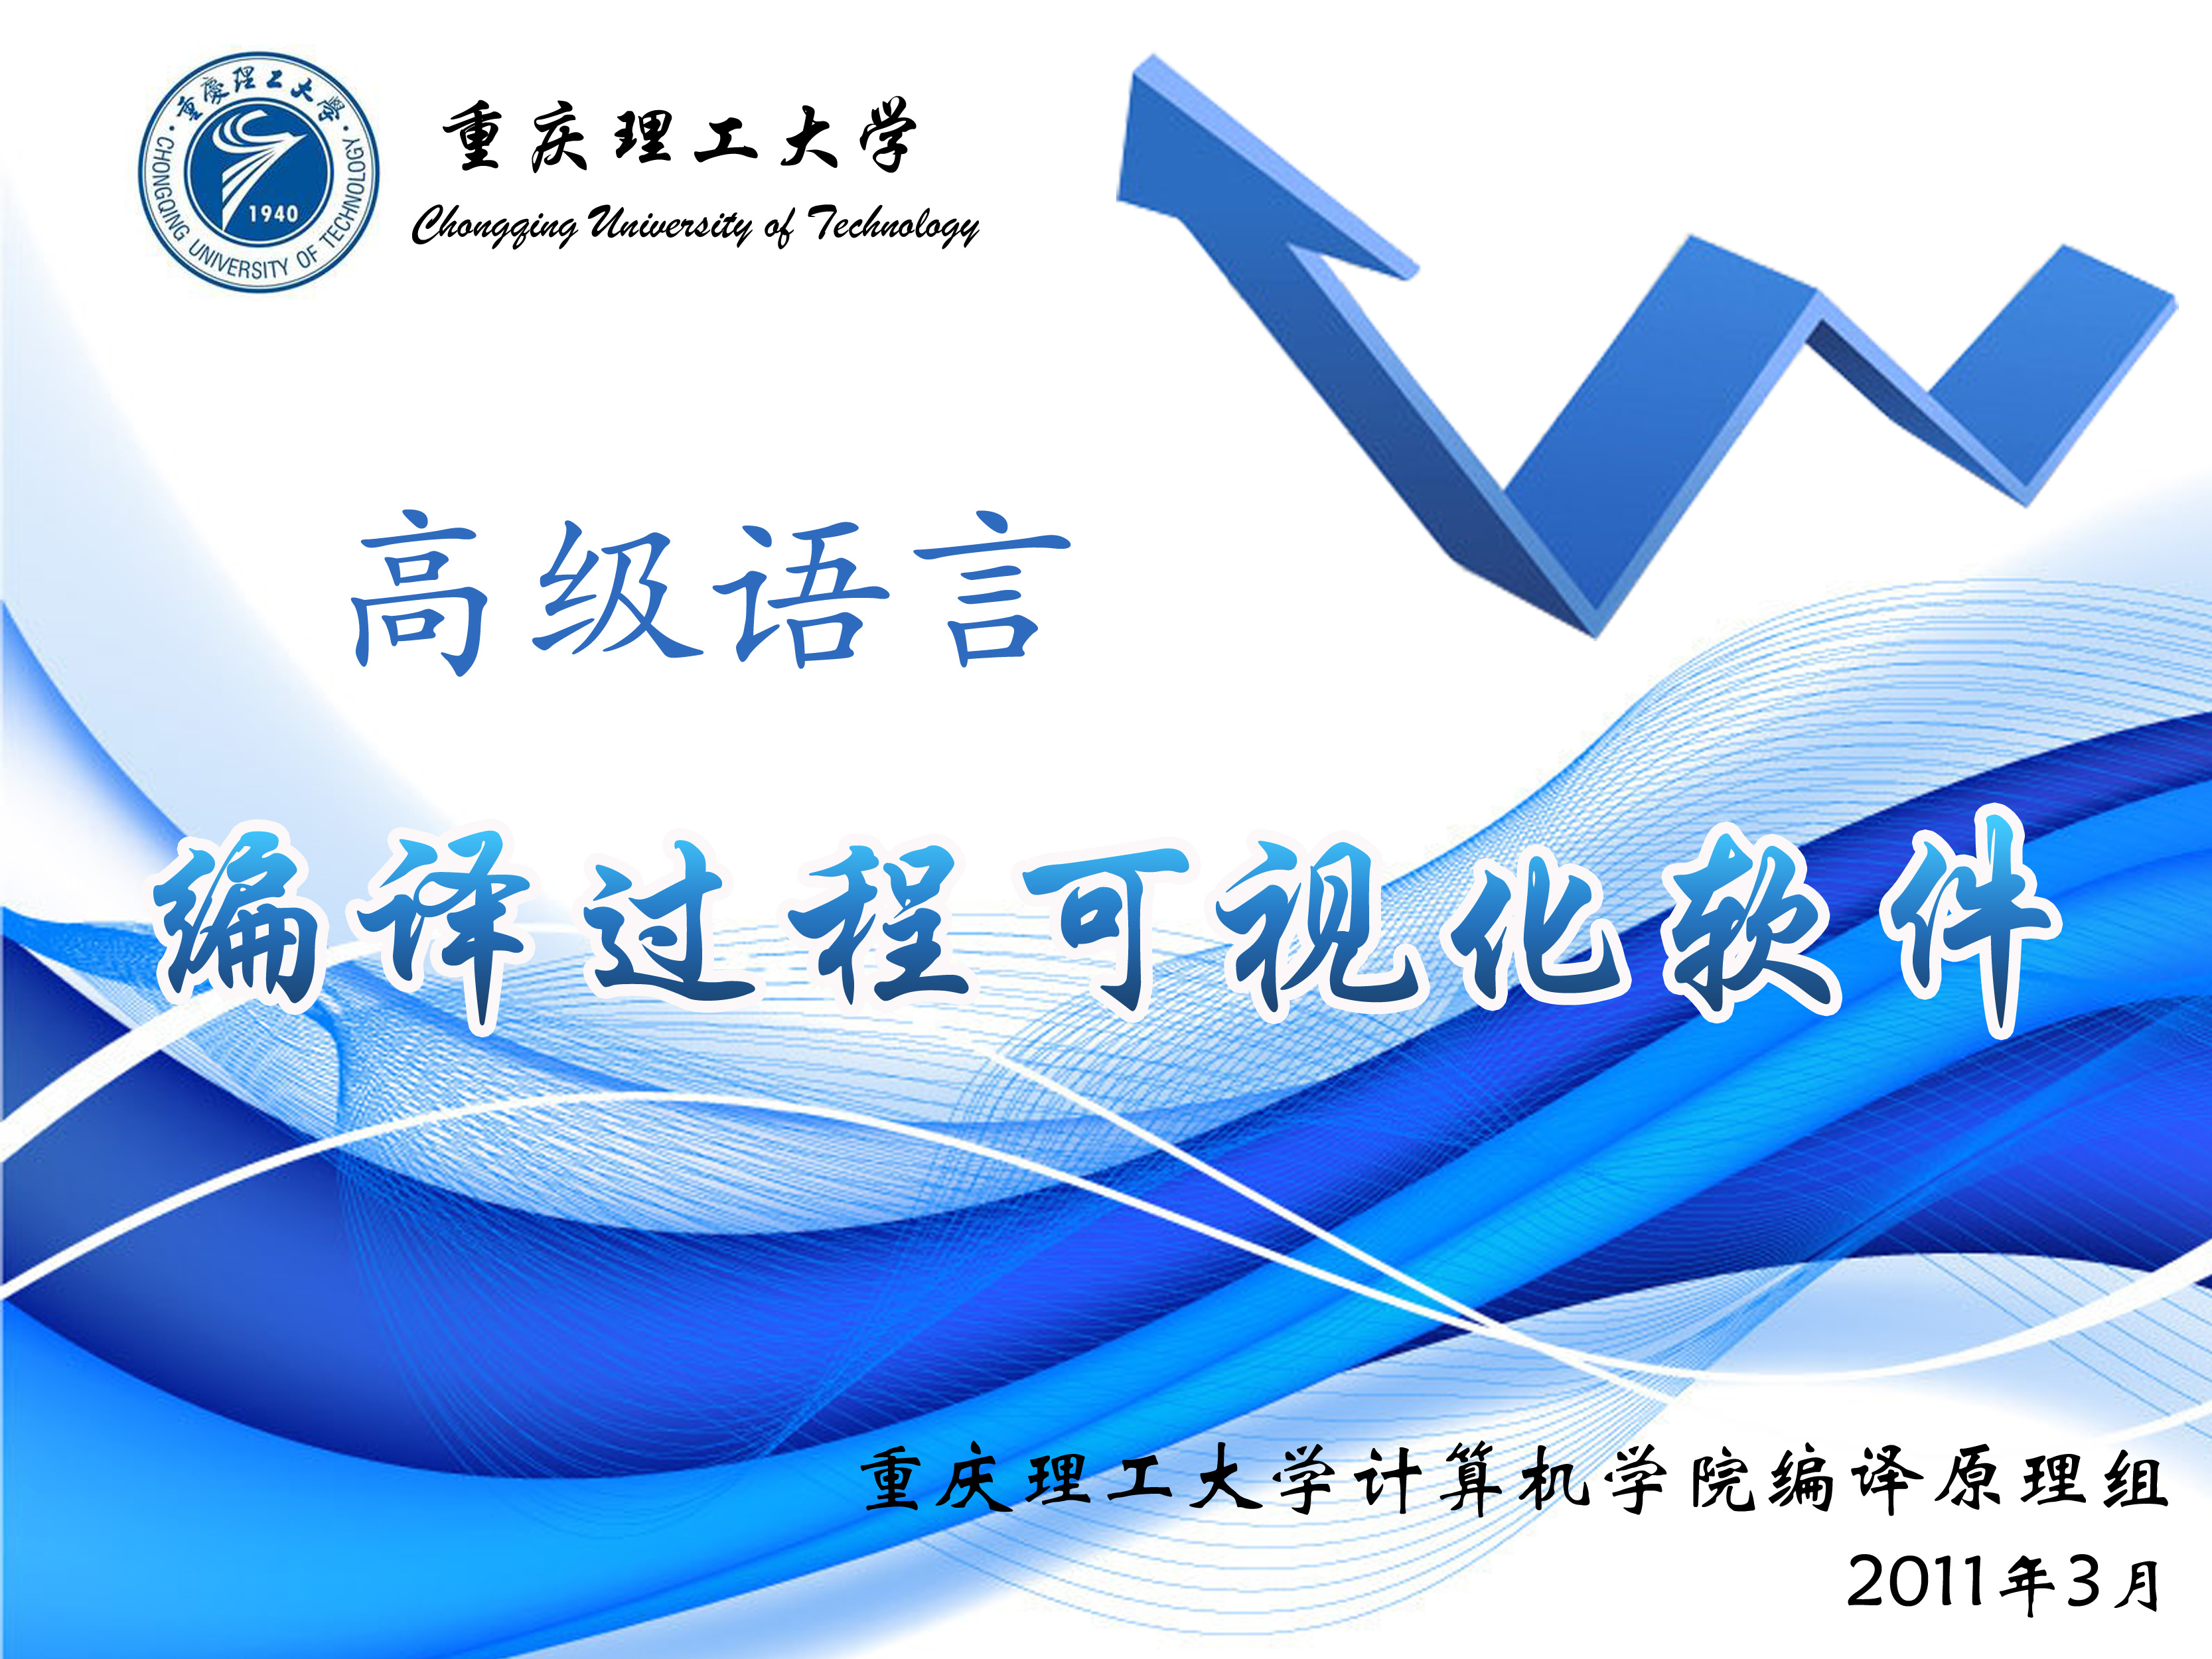 重慶理工大學
CHONGQING UNIVERSITY OF TECHNOLOGY
1940
重庆理工大学
Chongqing University of Technology
高级语言
编译过程可视化软件
重庆理工大学计算机学院编译原理组
2011年3月